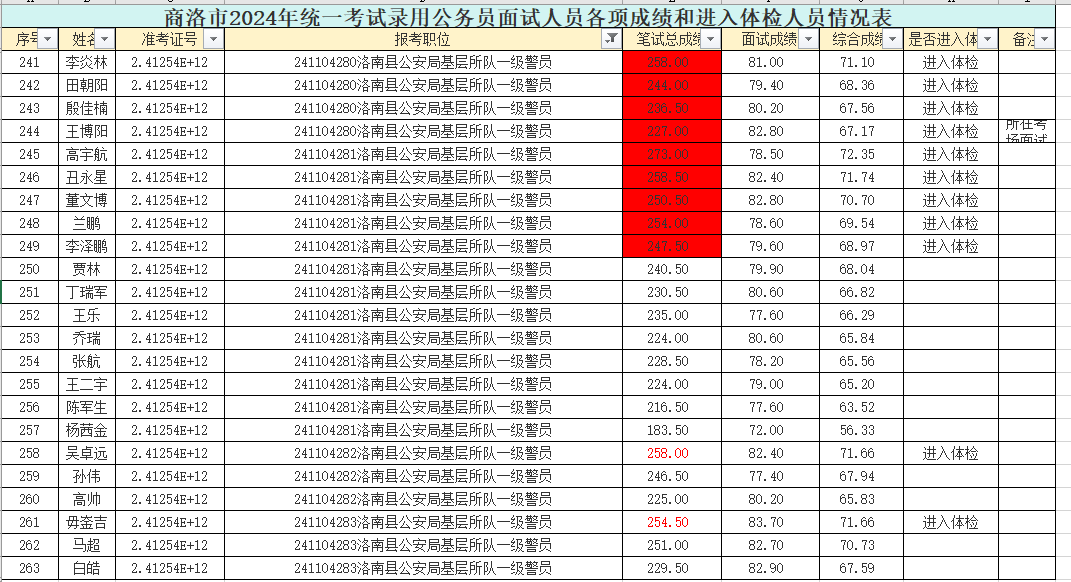 商洛市2024年统一考试录用公务员面试人员各项成绩和进入体检人员情况表
序号 姓名 准考证号 报考职位 笔试总成绩 面试成绩 综合成绩 是否进入体 备注
241 李炎林 2.41254E+12 241104280洛南县公安局基层所队一级警员 258.00 81.00 71.10 进入体检
242 田朝阳 2.41254E+12 241104280洛南县公安局基层所队一级警员 244.00 79.40 68.36 进入体检
243 殷佳楠 2.41254E+12 241104280洛南县公安局基层所队一级警员 236.50 80.20 67.56 进入体检
244 王博阳 2.41254E+12 241104280洛南县公安局基层所队一级警员 227.00 82.80 67.17 进入体检 所在考场面试
245 高宇航 2.41254E+12 241104281洛南县公安局基层所队一级警员 273.00 78.50 72.35 进入体检
246 丑永星 2.41254E+12 241104281洛南县公安局基层所队一级警员 258.50 82.40 71.74 进入体检
247 董文博 2.41254E+12 241104281洛南县公安局基层所队一级警员 250.50 82.80 70.70 进入体检
248 兰鹏 2.41254E+12 241104281洛南县公安局基层所队一级警员 254.00 78.60 69.54 进入体检
249 李泽鹏 2.41254E+12 241104281洛南县公安局基层所队一级警员 247.50 79.60 68.97 进入体检
250 贾林 2.41254E+12 241104281洛南县公安局基层所队一级警员 240.50 79.90 68.04
251 丁瑞军 2.41254E+12 241104281洛南县公安局基层所队一级警员 230.50 80.60 66.82
252 王乐 2.41254E+12 241104281洛南县公安局基层所队一级警员 235.00 77.60 66.29
253 乔瑞 2.41254E+12 241104281洛南县公安局基层所队一级警员 224.00 80.60 65.84
254 张航 2.41254E+12 241104281洛南县公安局基层所队一级警员 228.50 78.20 65.56
255 王二宇 2.41254E+12 241104281洛南县公安局基层所队一级警员 224.00 79.00 65.20
256 陈军生 2.41254E+12 241104281洛南县公安局基层所队一级警员 216.50 77.60 63.52
257 杨茜金 2.41254E+12 241104281洛南县公安局基层所队一级警员 183.50 72.00 56.33
258 吴卓远 2.41254E+12 241104282洛南县公安局基层所队一级警员 258.00 82.40 71.66 进入体检
259 孙伟 2.41254E+12 241104282洛南县公安局基层所队一级警员 246.50 77.40 67.94
260 高帅 2.41254E+12 241104282洛南县公安局基层所队一级警员 225.00 80.20 65.83
261 毋崟吉 2.41254E+12 241104283洛南县公安局基层所队一级警员 254.50 83.70 71.66 进入体检
262 马超 2.41254E+12 241104283洛南县公安局基层所队一级警员 251.00 82.70 70.73
263 白皓 2.41254E+12 241104283洛南县公安局基层所队一级警员 229.50 82.90 67.59